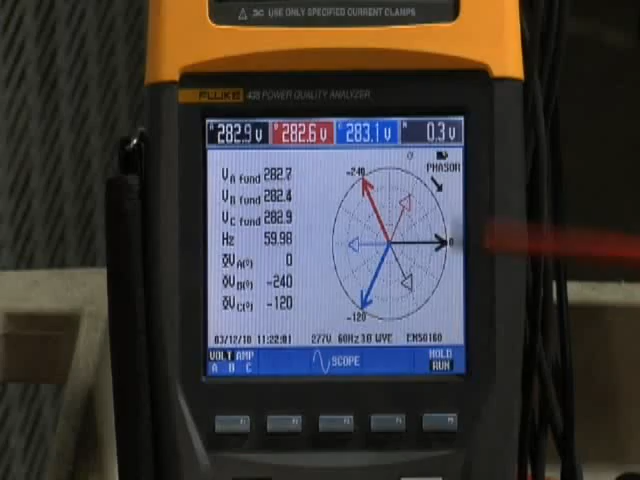 ⚠ 3C USE ONLY SPECIFIED CURRENT CLAMPS
FLUKE 435 POWER QUALITY ANALYZER
A 282.9 V B 282.6 V C 283.1 V N 0.3 V
PHASOR
V A fund 282.7
V B fund 282.4
V C fund 282.9
Hz 59.98
ΦV A(°) 0
ΦV B(°) -240
ΦV C(°) -120
-240
0
-120
03/12/10 11:22:01 277V 60Hz 3Ø WYE EN50160
VOLT AMP
A B C
SCOPE
HOLD
RUN